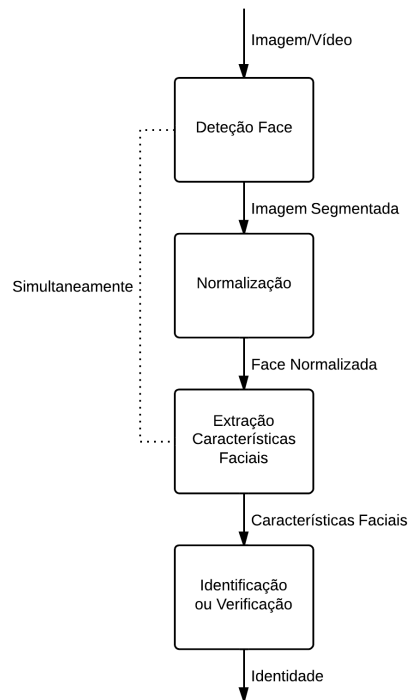 Imagem/Vídeo
Deteção Face
Imagem Segmentada
Normalização
Simultaneamente
Face Normalizada
Extração
Características
Faciais
Características Faciais
Identificação
ou Verificação
Identidade